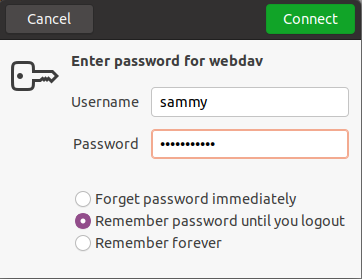 Cancel Connect
Enter password for webdav
Username sammy
Password •••••••••••
Forget password immediately
Remember password until you logout
Remember forever